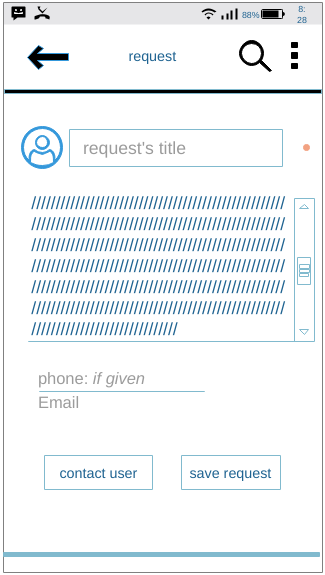 88% 8:
28
request
request's title
////////////////////////////////////////////////////
////////////////////////////////////////////////////
////////////////////////////////////////////////////
////////////////////////////////////////////////////
////////////////////////////////////////////////////
////////////////////////////////////////////////////
//////////////////////////////
phone: if given
Email
contact user save request